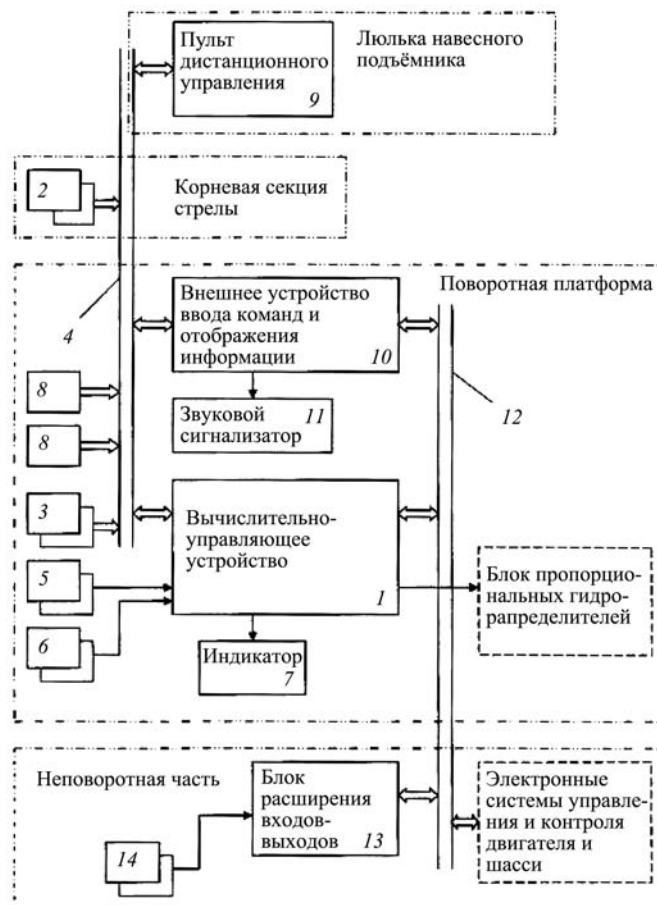 Пульт
дистанционного
управления
9
Люлька навесного
подъёмника
2
Корневая секция
стрелы
Поворотная платформа
4
Внешнее устройство
ввода команд и
отображения
информации
10
12
8
Звуковой
сигнализатор
11
8
3
Вычислительно-
управляющее
устройство
1
5
6
Блок пропорцио-
нальных гидро-
рапределителей
Индикатор
7
Неповоротная часть
Блок
расширения
входов-
выходов
13
14
Электронные
системы управле-
ния и контроля
двигателя и
шасси